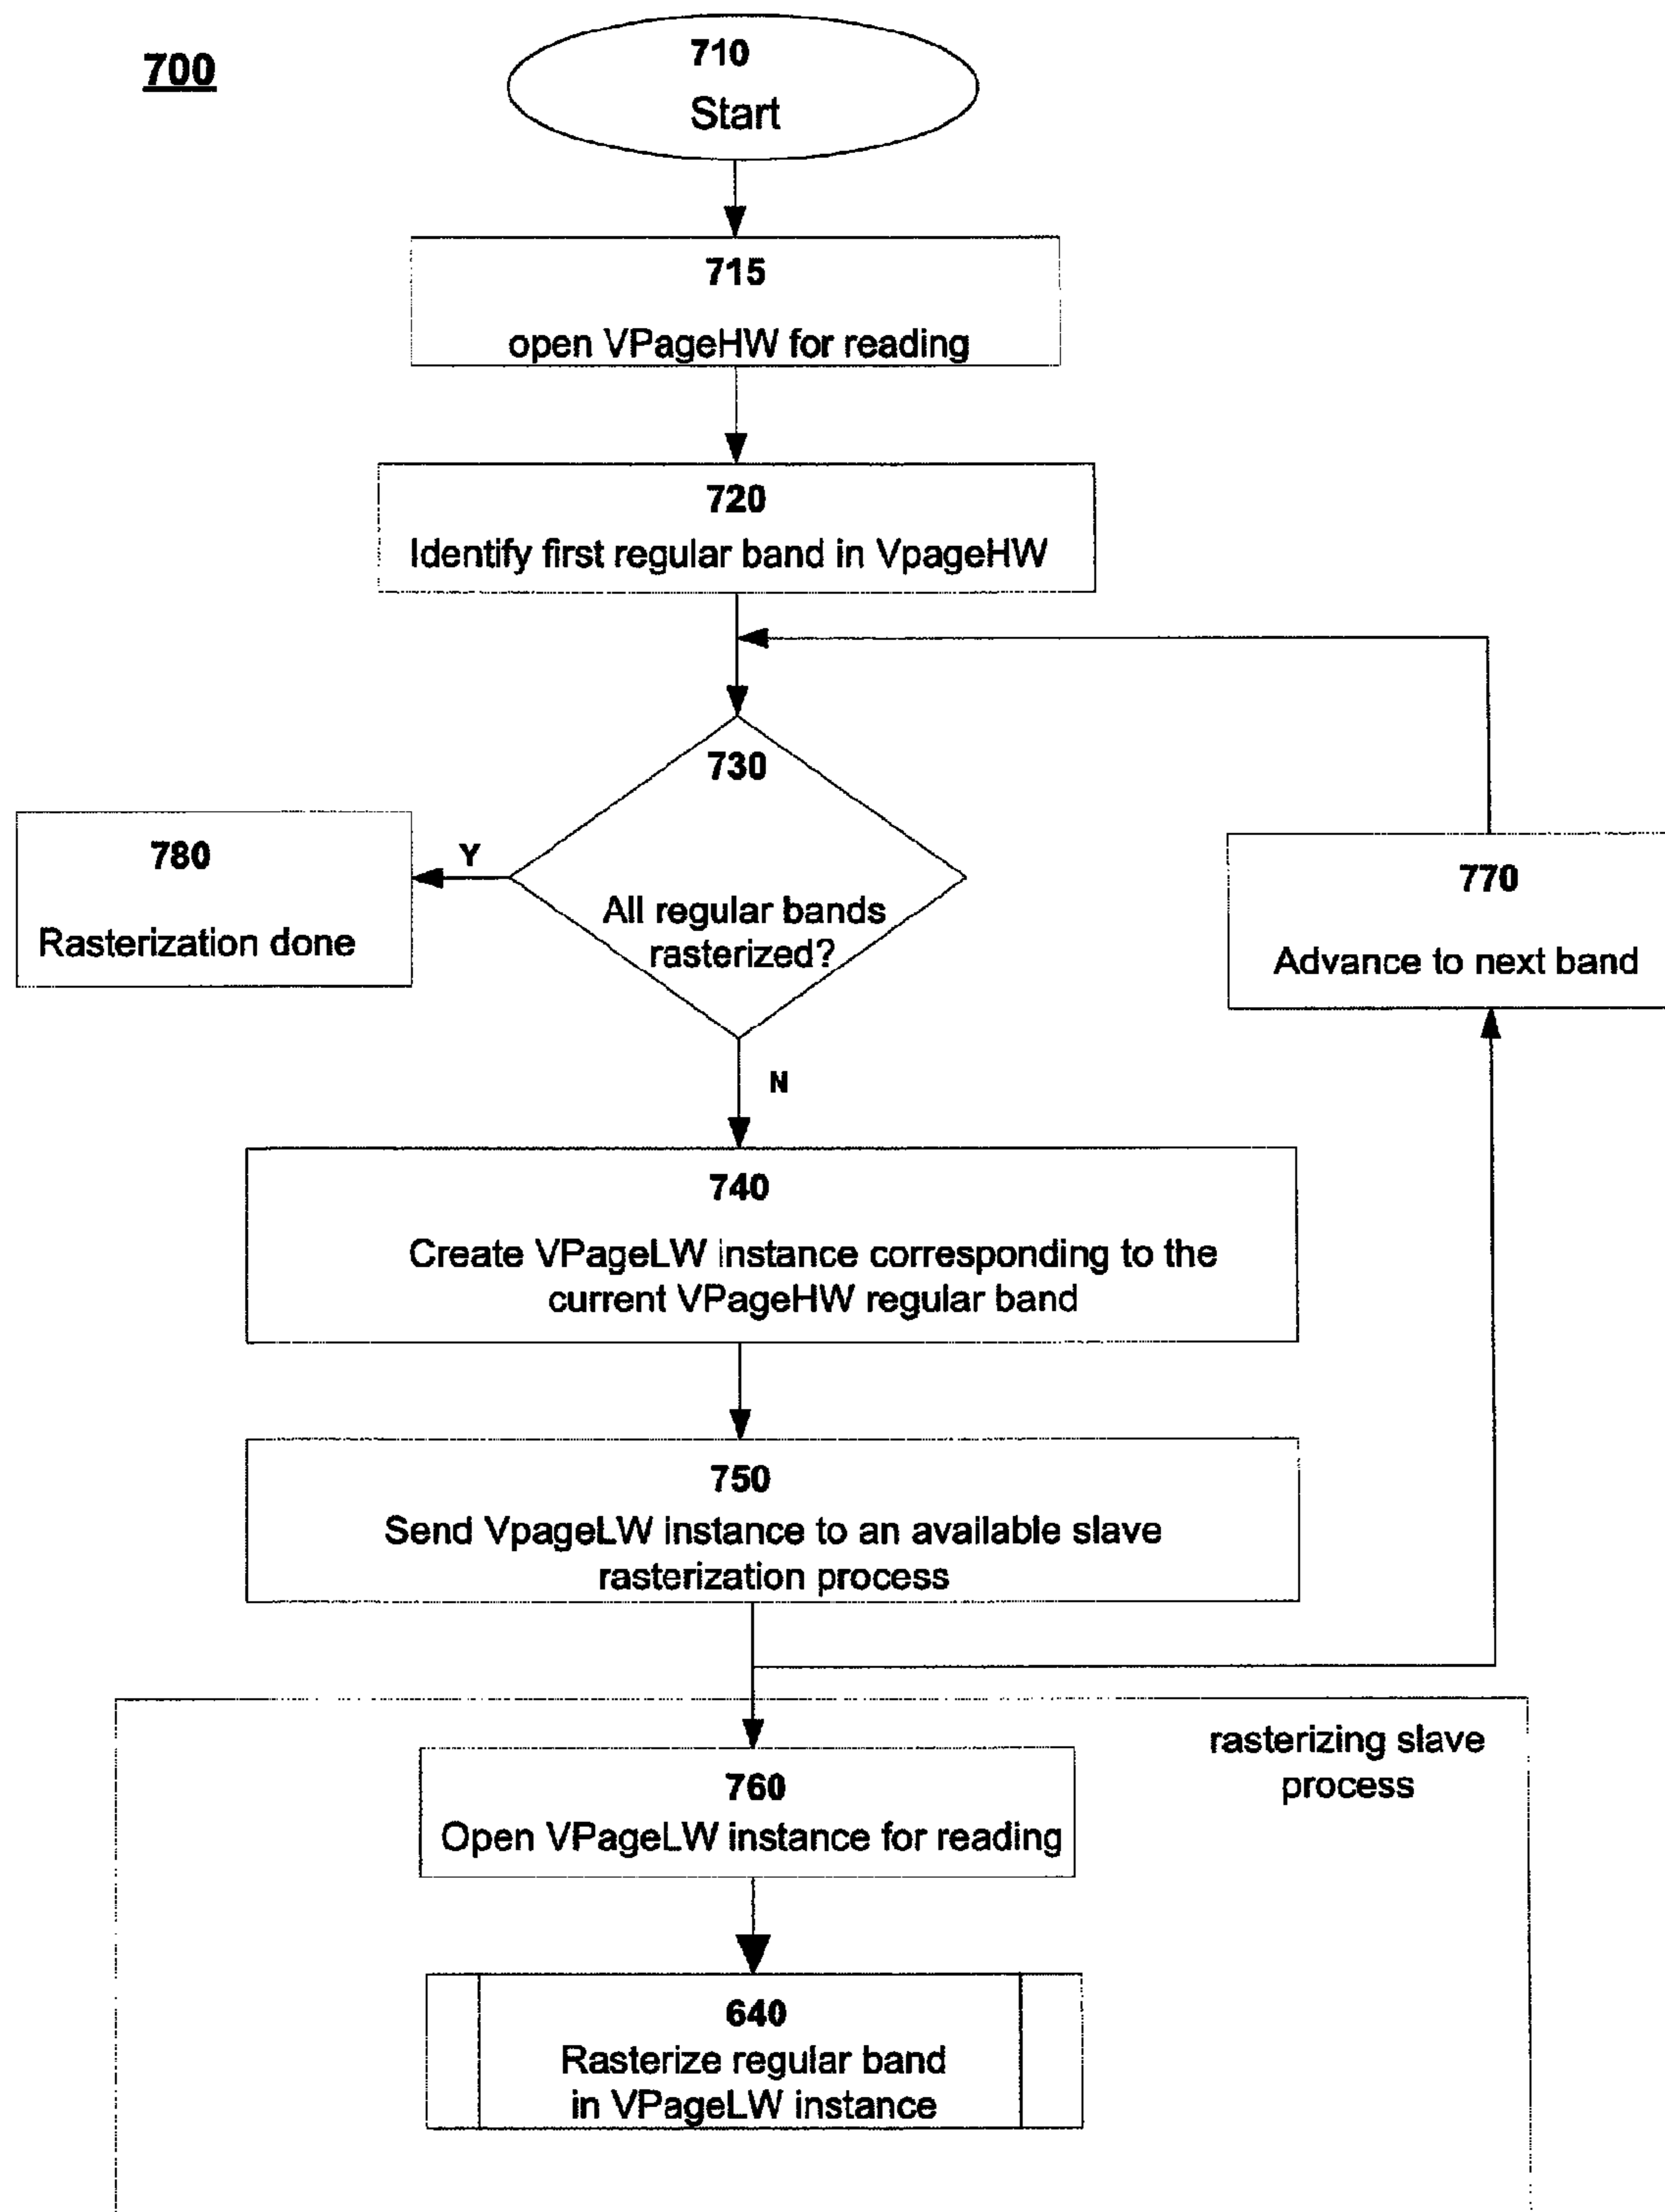 700
710
Start
715
open VPageHW for reading
720
Identify first regular band in VpageHW
730
All regular bands
rasterized?
Y
780
Rasterization done
770
Advance to next band
N
740
Create VPageLW instance corresponding to the
current VPageHW regular band
750
Send VpageLW instance to an available slave
rasterization process
rasterizing slave
process
760
Open VPageLW instance for reading
640
Rasterize regular band
in VPageLW instance